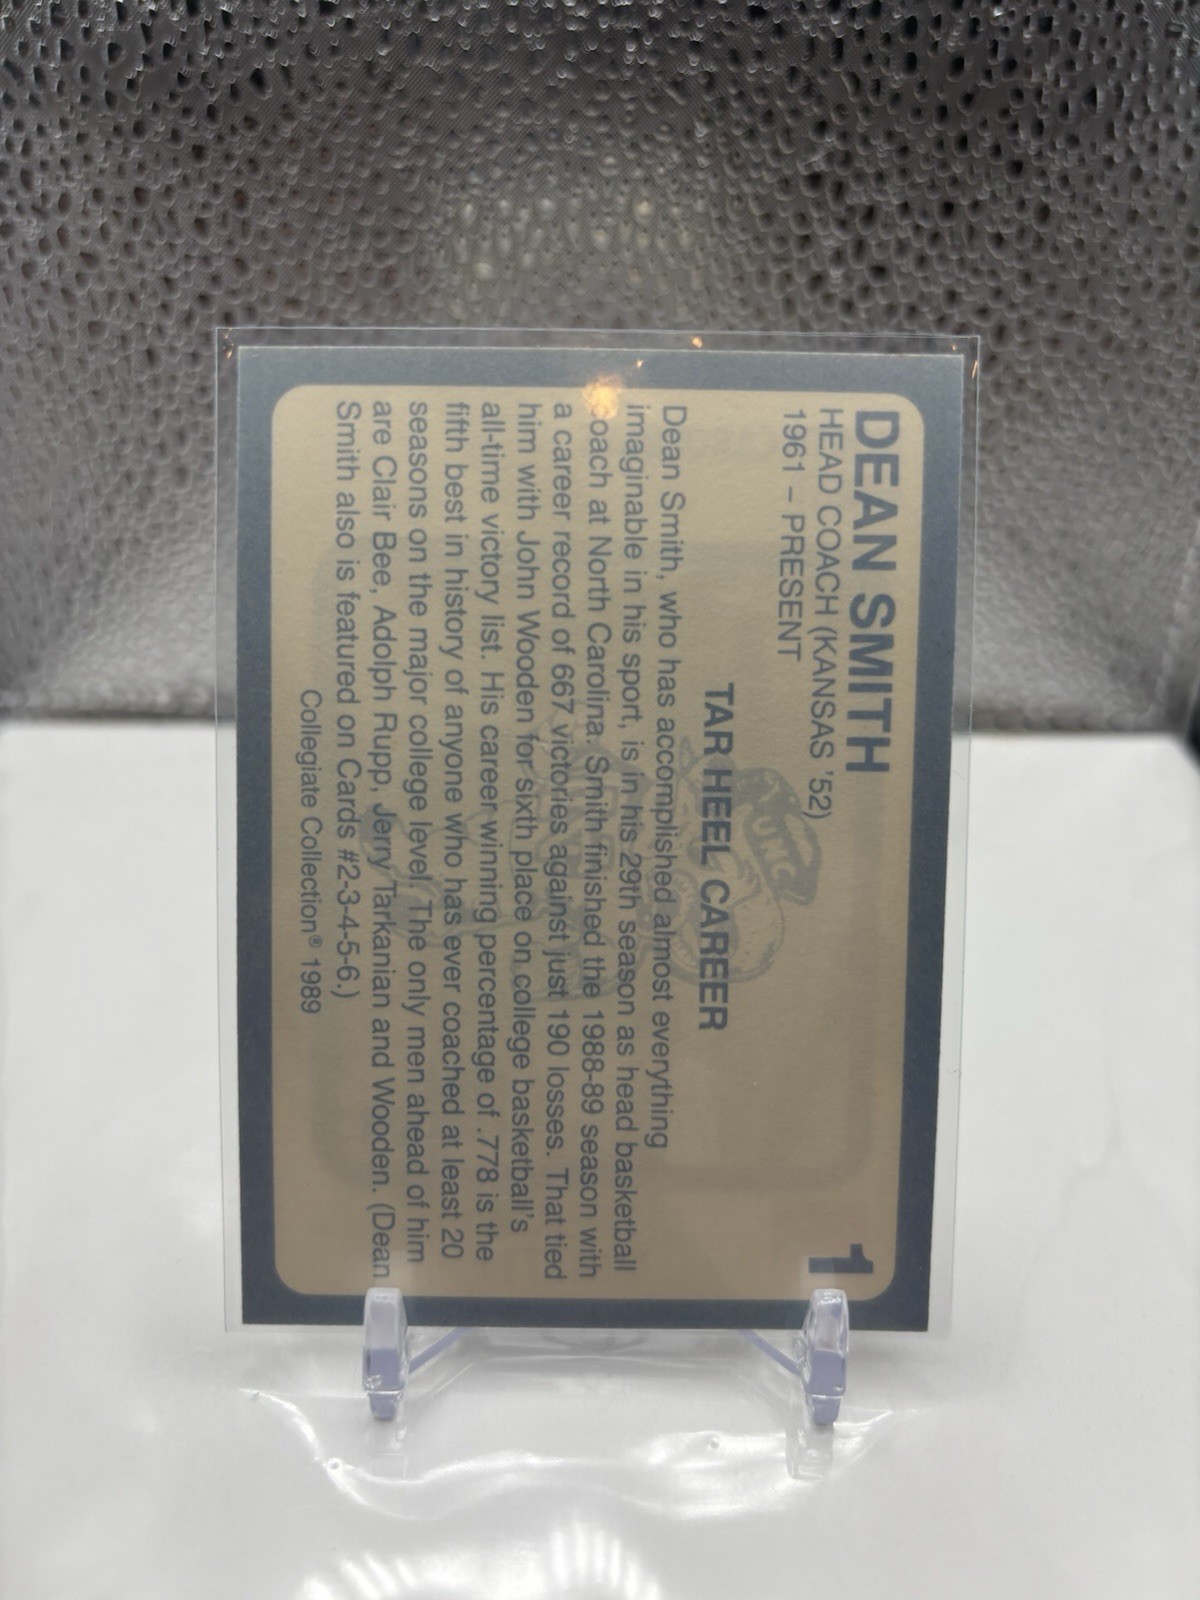 DEAN SMITH
1
HEAD COACH (KANSAS '52)
1961 – PRESENT
TAR HEEL CAREER
Dean Smith, who has accomplished almost everything
imaginable in his sport, is in his 29th season as head basketball
coach at North Carolina. Smith finished the 1988-89 season with
a career record of 667 victories against just 190 losses. That tied
him with John Wooden for sixth place on college basketball's
all-time victory list. His career winning percentage of .778 is the
fifth best in history of anyone who has ever coached at least 20
seasons on the major college level. The only men ahead of him
are Clair Bee, Adolph Rupp, Jerry Tarkanian and Wooden. (Dean
Smith also is featured on Cards #2-3-4-5-6.)
Collegiate Collection® 1989
UNC